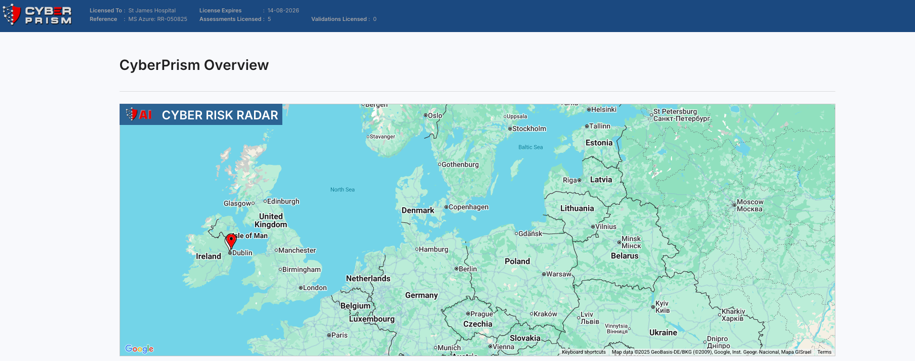 CYBER
PRISM
Licensed To : St James Hospital
License Expires : 14-08-2028
Reference : MS Azure: RR-050825
Assessments Licensed : 5
Validations Licensed : 0
CyberPrism Overview
AI CYBER RISK RADAR
Bergen
Oslo
Uppsala
Helsinki
St Petersburg
Санкт-Петербург
Stavanger
Stockholm
Tallinn
Estonia
Baltic Sea
Gothenburg
Riga
Latvia
North Sea
Moscow
Москва
Glasgow
Edinburgh
Denmark
Copenhagen
Lithuania
United
Kingdom
Vilnius
Isle of Man
Gdańsk
Minsk
Мінск
Dublin
Ireland
Manchester
Hamburg
Belarus
Birmingham
Berlin
Poland
Warsaw
Netherlands
London
Germany
Belgium
Kyiv
Київ
Luxembourg
Prague
Kraków
Lviv
Львів
Kharkiv
Харків
Czechia
Paris
Vinnytsia
Вінниця
Ukraine
Slovakia
Dnipro
Дніпро
Munich
Vienna
Google
Keyboard shortcuts
Map data ©2025 GeoBasis-DE/BKG (©2009), Google, Inst. Geogr. Nacional, Mapa GISrael
Terms